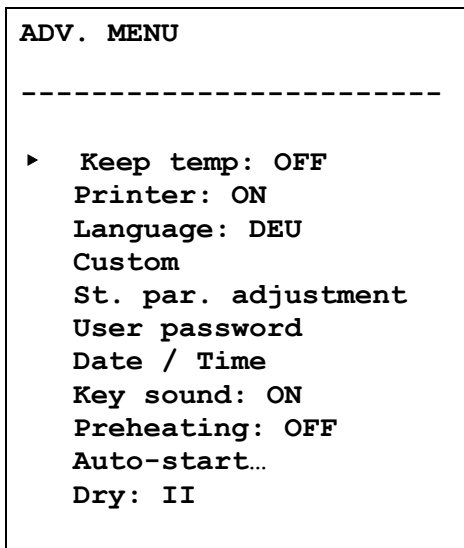 ADV. MENU
------------------------
▶ Keep temp: OFF
Printer: ON
Language: DEU
Custom
St. par. adjustment
User password
Date / Time
Key sound: ON
Preheating: OFF
Auto-start…
Dry: II